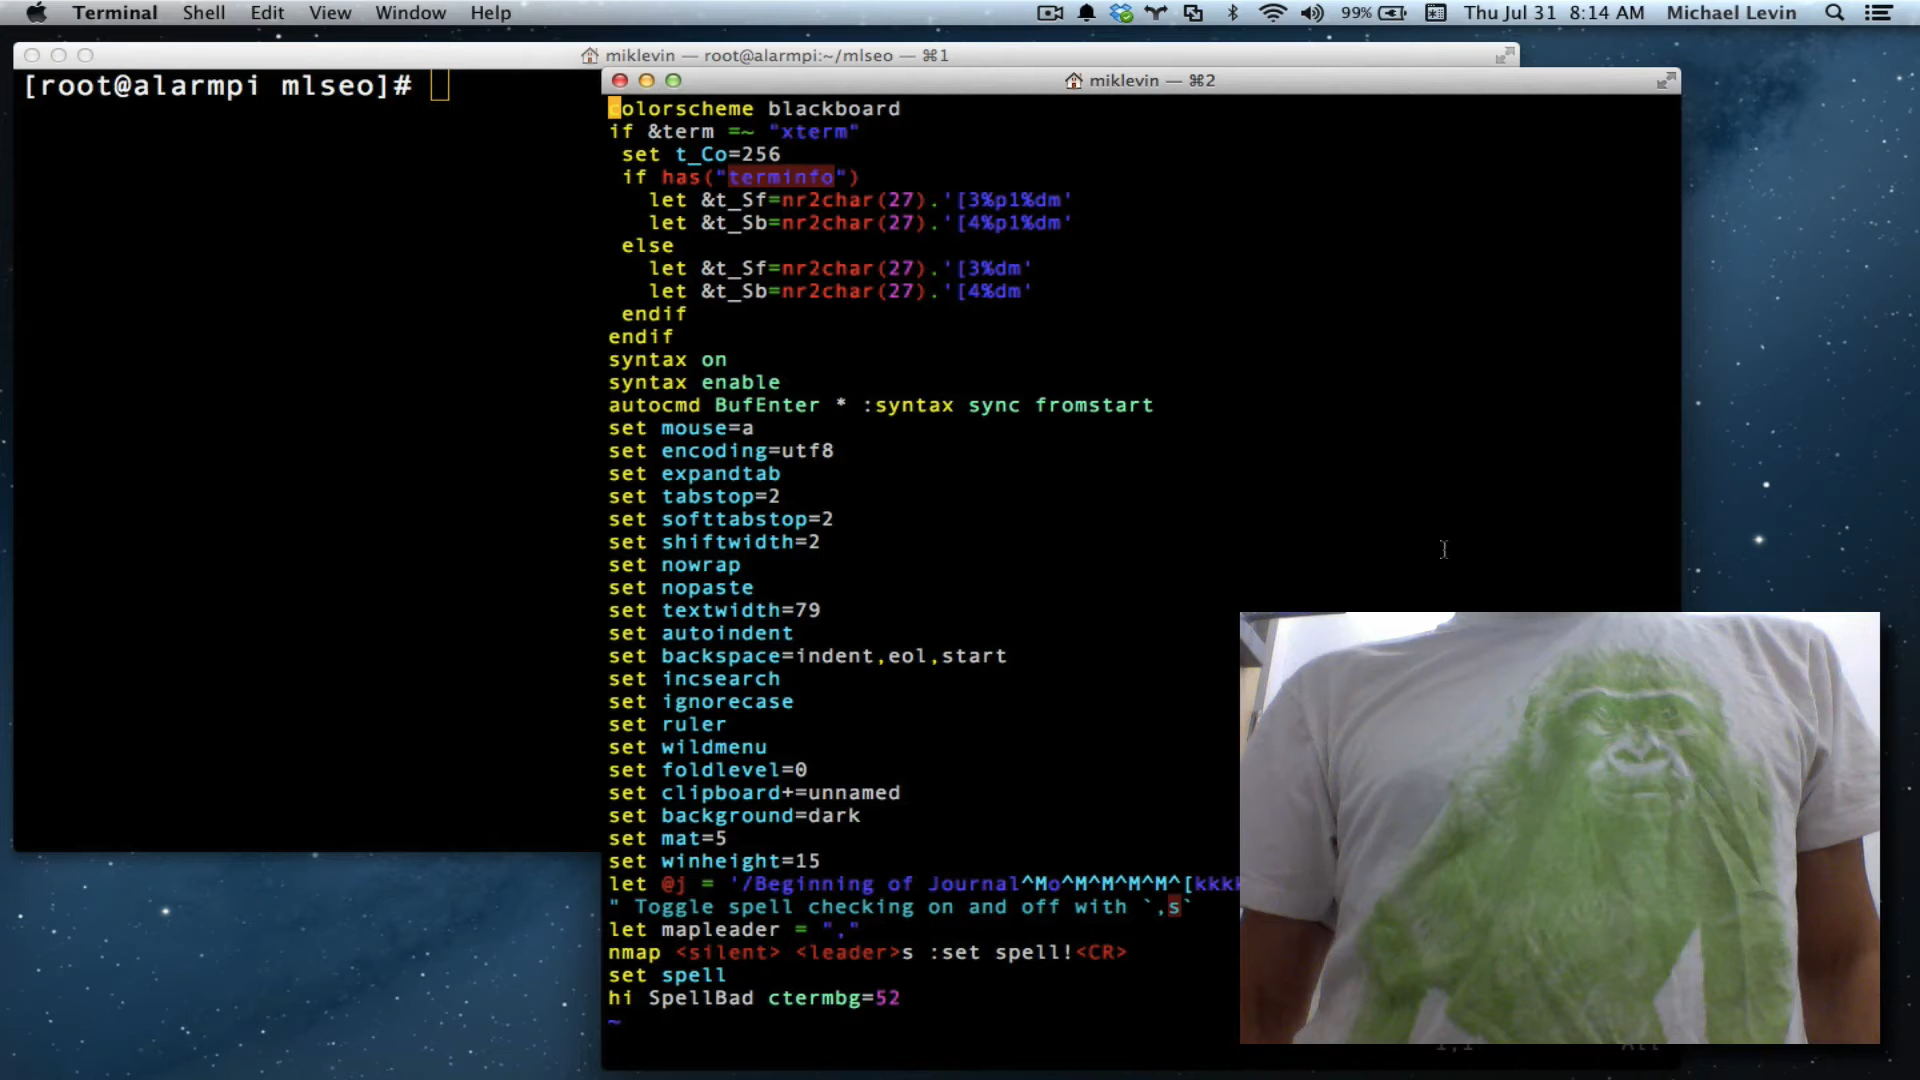 Terminal Shell Edit View Window Help 99% Thu Jul 31 8:14 AM Michael Levin
miklevin — root@alarmpi:~/mlseo — ⌘1
[root@alarmpi mlseo]#
miklevin — ⌘2
colorscheme blackboard
if &term =~ "xterm"
 set t_Co=256
 if has("terminfo")
   let &t_Sf=nr2char(27).'[3%p1%dm'
   let &t_Sb=nr2char(27).'[4%p1%dm'
 else
   let &t_Sf=nr2char(27).'[3%dm'
   let &t_Sb=nr2char(27).'[4%dm'
 endif
endif
syntax on
syntax enable
autocmd BufEnter * :syntax sync fromstart
set mouse=a
set encoding=utf8
set expandtab
set tabstop=2
set softtabstop=2
set shiftwidth=2
set nowrap
set nopaste
set textwidth=79
set autoindent
set backspace=indent,eol,start
set incsearch
set ignorecase
set ruler
set wildmenu
set foldlevel=0
set clipboard+=unnamed
set background=dark
set mat=5
set winheight=15
let @j = '/Beginning of Journal^Mo^M^M^M^M^[kkk
" Toggle spell checking on and off with `,s`
let mapleader = ","
nmap <silent> <leader>s :set spell!<CR>
set spell
hi SpellBad ctermbg=52
~